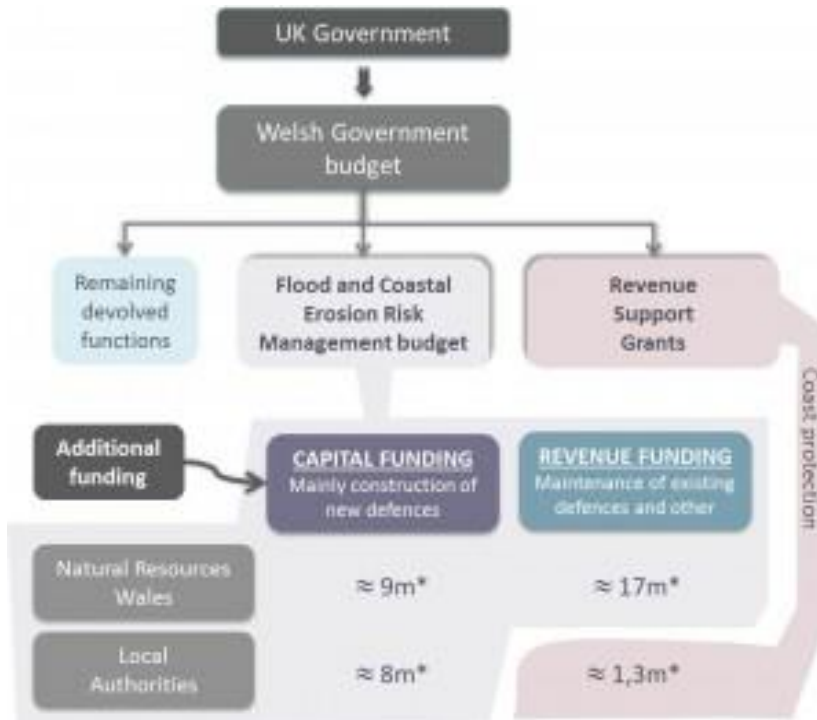 UK Government
Welsh Government
budget
Remaining
devolved
functions
Flood and Coastal
Erosion Risk
Management budget
Revenue
Support
Grants
Coast protection
Additional
funding
CAPITAL FUNDING
Mainly construction of
new defences
REVENUE FUNDING
Maintenance of existing
defences and other
Natural Resources
Wales
≈ 9m*
≈ 17m*
Local
Authorities
≈ 8m*
≈ 1,3m*